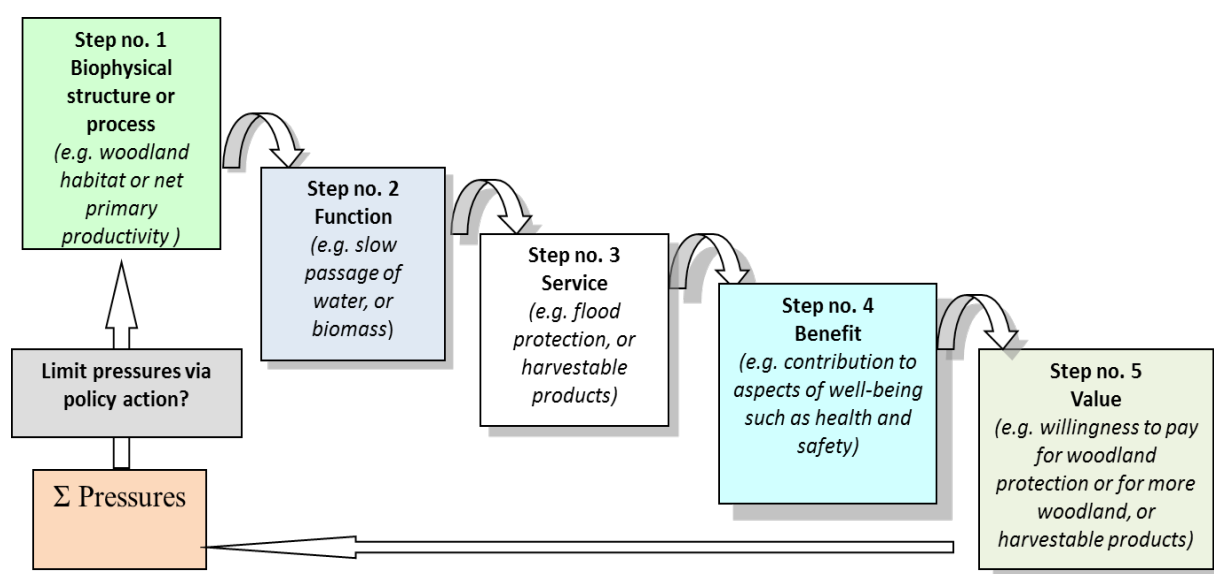 Step no. 1
Biophysical
structure or
process
(e.g. woodland
habitat or net
primary
productivity )
Step no. 2
Function
(e.g. slow
passage of
water, or
biomass)
Step no. 3
Service
(e.g. flood
protection, or
harvestable
products)
Step no. 4
Benefit
(e.g. contribution to
aspects of well-being
such as health and
safety)
Step no. 5
Value
(e.g. willingness to pay
for woodland
protection or for more
woodland, or
harvestable products)
Limit pressures via
policy action?
Σ Pressures